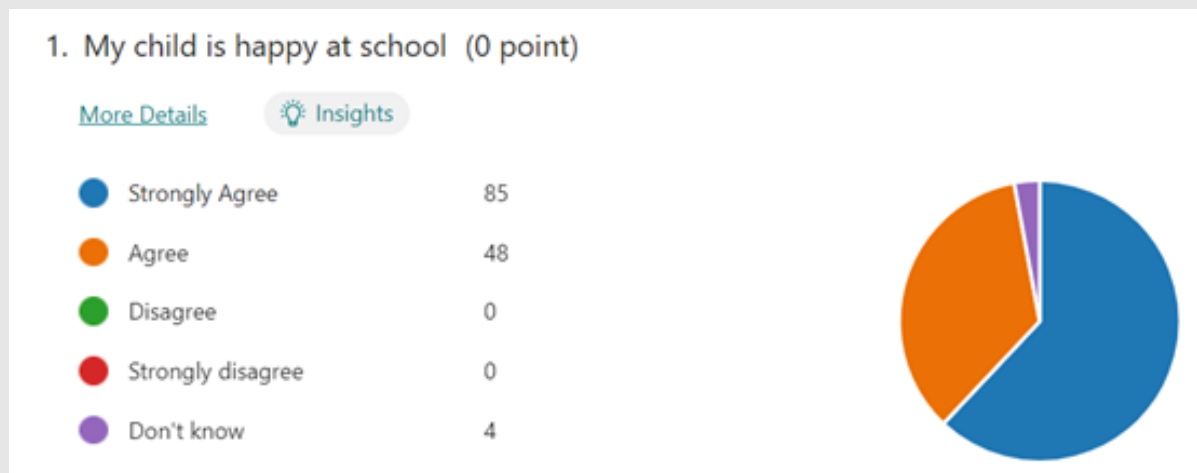 1. My child is happy at school (0 point)
More Details Insights
Strongly Agree 85
Agree 48
Disagree 0
Strongly disagree 0
Don't know 4